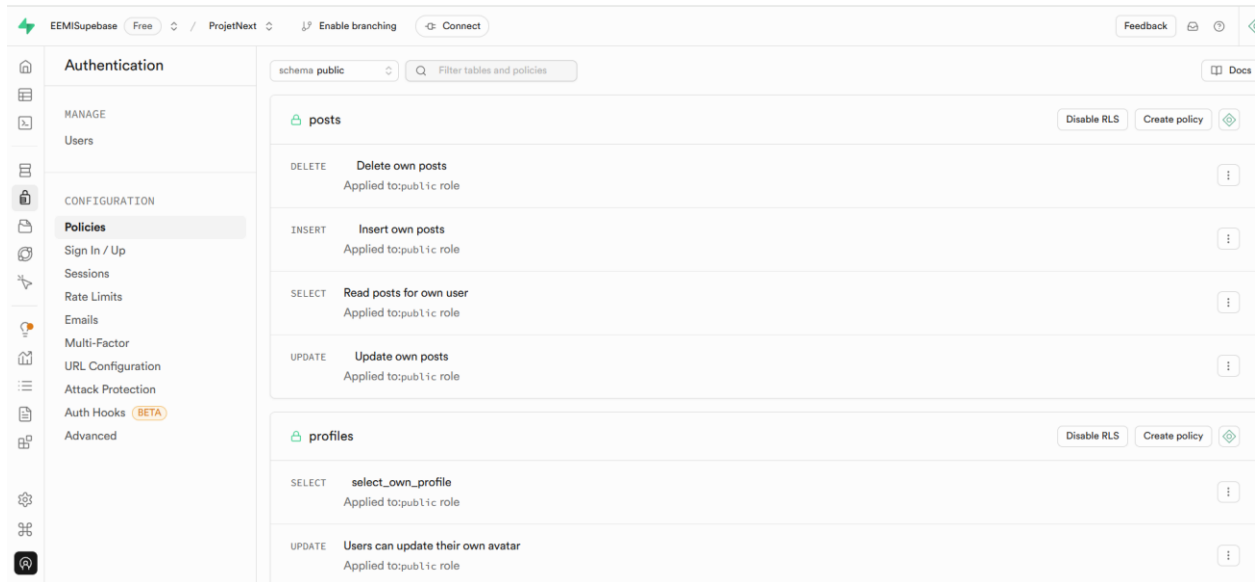 EEMISupebase Free / ProjetNext Enable branching Connect Feedback
Authentication
schema public Filter tables and policies Docs
MANAGE
Users
CONFIGURATION
Policies
Sign In / Up
Sessions
Rate Limits
Emails
Multi-Factor
URL Configuration
Attack Protection
Auth Hooks BETA
Advanced
posts Disable RLS Create policy
DELETE Delete own posts
Applied to:public role
INSERT Insert own posts
Applied to:public role
SELECT Read posts for own user
Applied to:public role
UPDATE Update own posts
Applied to:public role
profiles Disable RLS Create policy
SELECT select_own_profile
Applied to:public role
UPDATE Users can update their own avatar
Applied to:public role